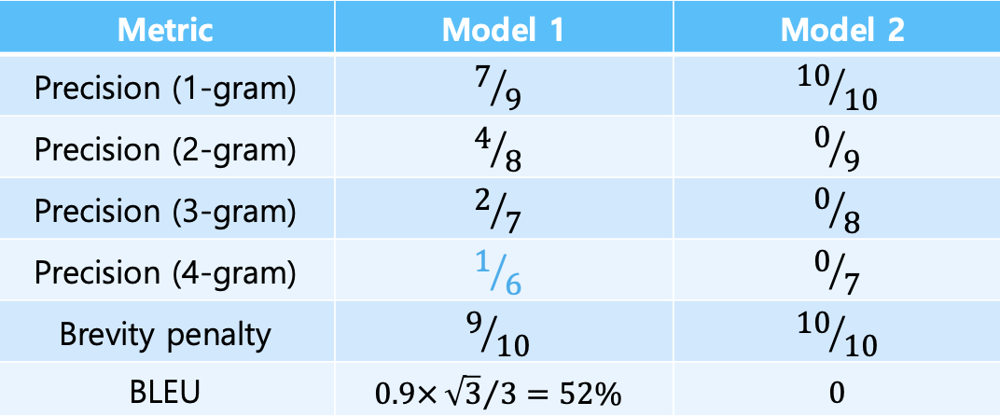 Metric Model 1 Model 2
Precision (1-gram) 7/9 10/10
Precision (2-gram) 4/8 0/9
Precision (3-gram) 2/7 0/8
Precision (4-gram) 1/6 0/7
Brevity penalty 9/10 10/10
BLEU 0.9× √3/3 = 52% 0